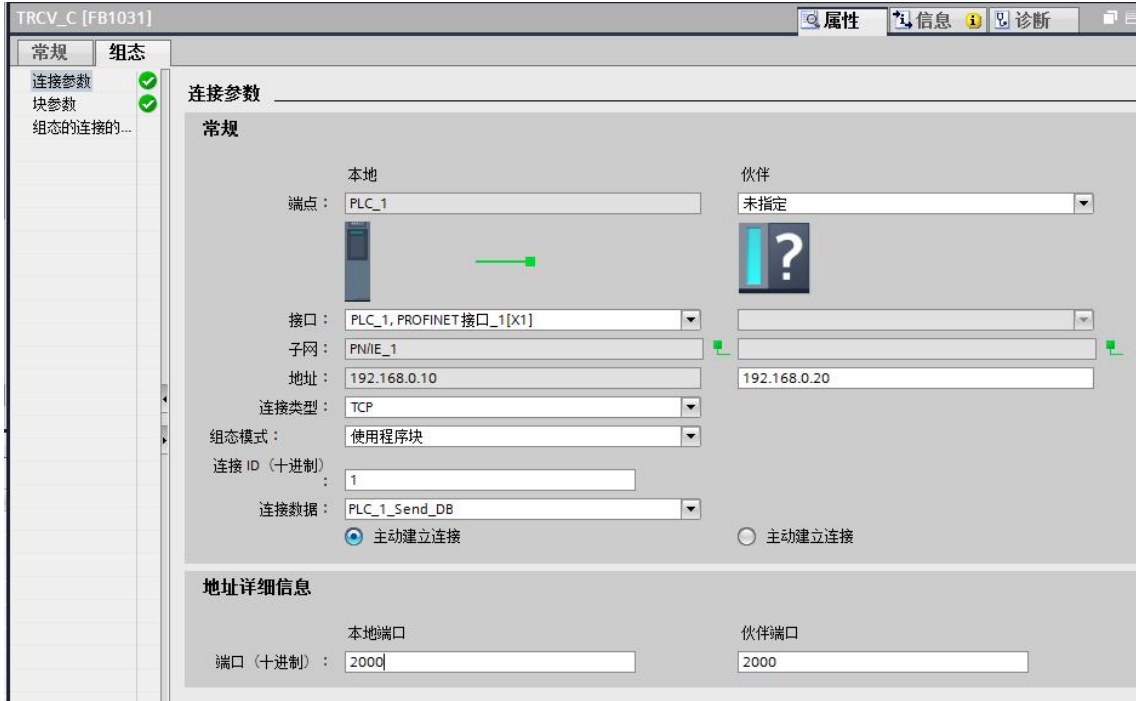 TRCV_C [FB1031]
属性 信息 诊断
常规 组态
连接参数
块参数
组态的连接的...
连接参数
常规
本地 伙伴
端点： PLC_1 未指定
?
接口： PLC_1, PROFINET接口_1[X1]
子网： PN/IE_1
地址： 192.168.0.10 192.168.0.20
连接类型： TCP
组态模式： 使用程序块
连接 ID（十进制）
： 1
连接数据： PLC_1_Send_DB
主动建立连接 主动建立连接
地址详细信息
本地端口 伙伴端口
端口（十进制）： 2000 2000